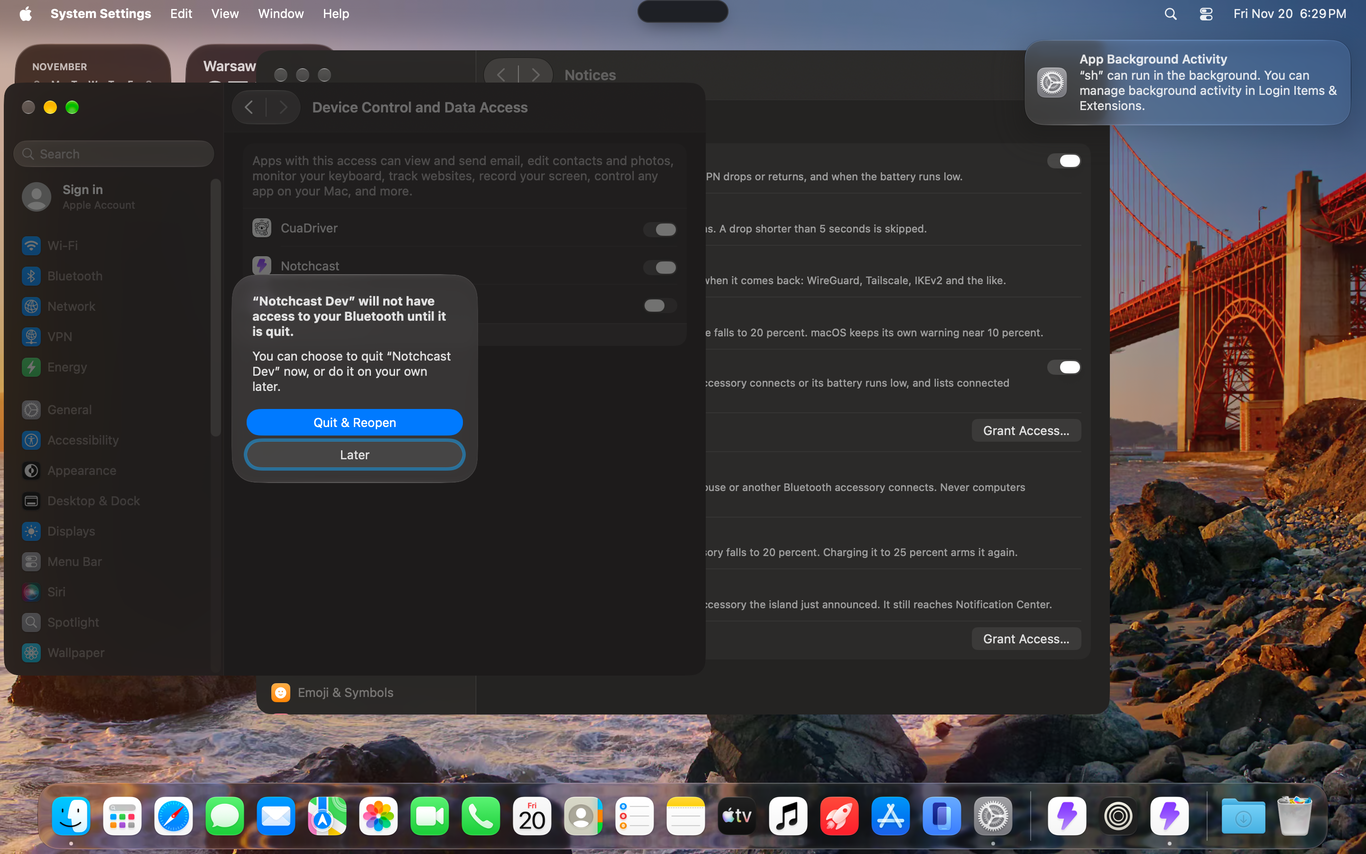 System Settings Edit View Window Help
Fri Nov 20 6:29 PM
NOVEMBER
Warsaw
Notices
App Background Activity
“sh” can run in the background. You can
manage background activity in Login Items &
Extensions.
Device Control and Data Access
Search
Sign in
Apple Account
Wi-Fi
Bluetooth
Network
VPN
Energy
General
Accessibility
Appearance
Desktop & Dock
Displays
Menu Bar
Siri
Spotlight
Wallpaper
Apps with this access can view and send email, edit contacts and photos,
monitor your keyboard, track websites, record your screen, control any
app on your Mac, and more.
CuaDriver
Notchcast
“Notchcast Dev” will not have
access to your Bluetooth until it
is quit.
You can choose to quit “Notchcast
Dev” now, or do it on your own
later.
Quit & Reopen
Later
PN drops or returns, and when the battery runs low.
A drop shorter than 5 seconds is skipped.
when it comes back: WireGuard, Tailscale, IKEv2 and the like.
falls to 20 percent. macOS keeps its own warning near 10 percent.
accessory connects or its battery runs low, and lists connected
Grant Access...
or another Bluetooth accessory connects. Never computers
falls to 20 percent. Charging it to 25 percent arms it again.
accessory the island just announced. It still reaches Notification Center.
Grant Access...
Emoji & Symbols
Fri
20
tv